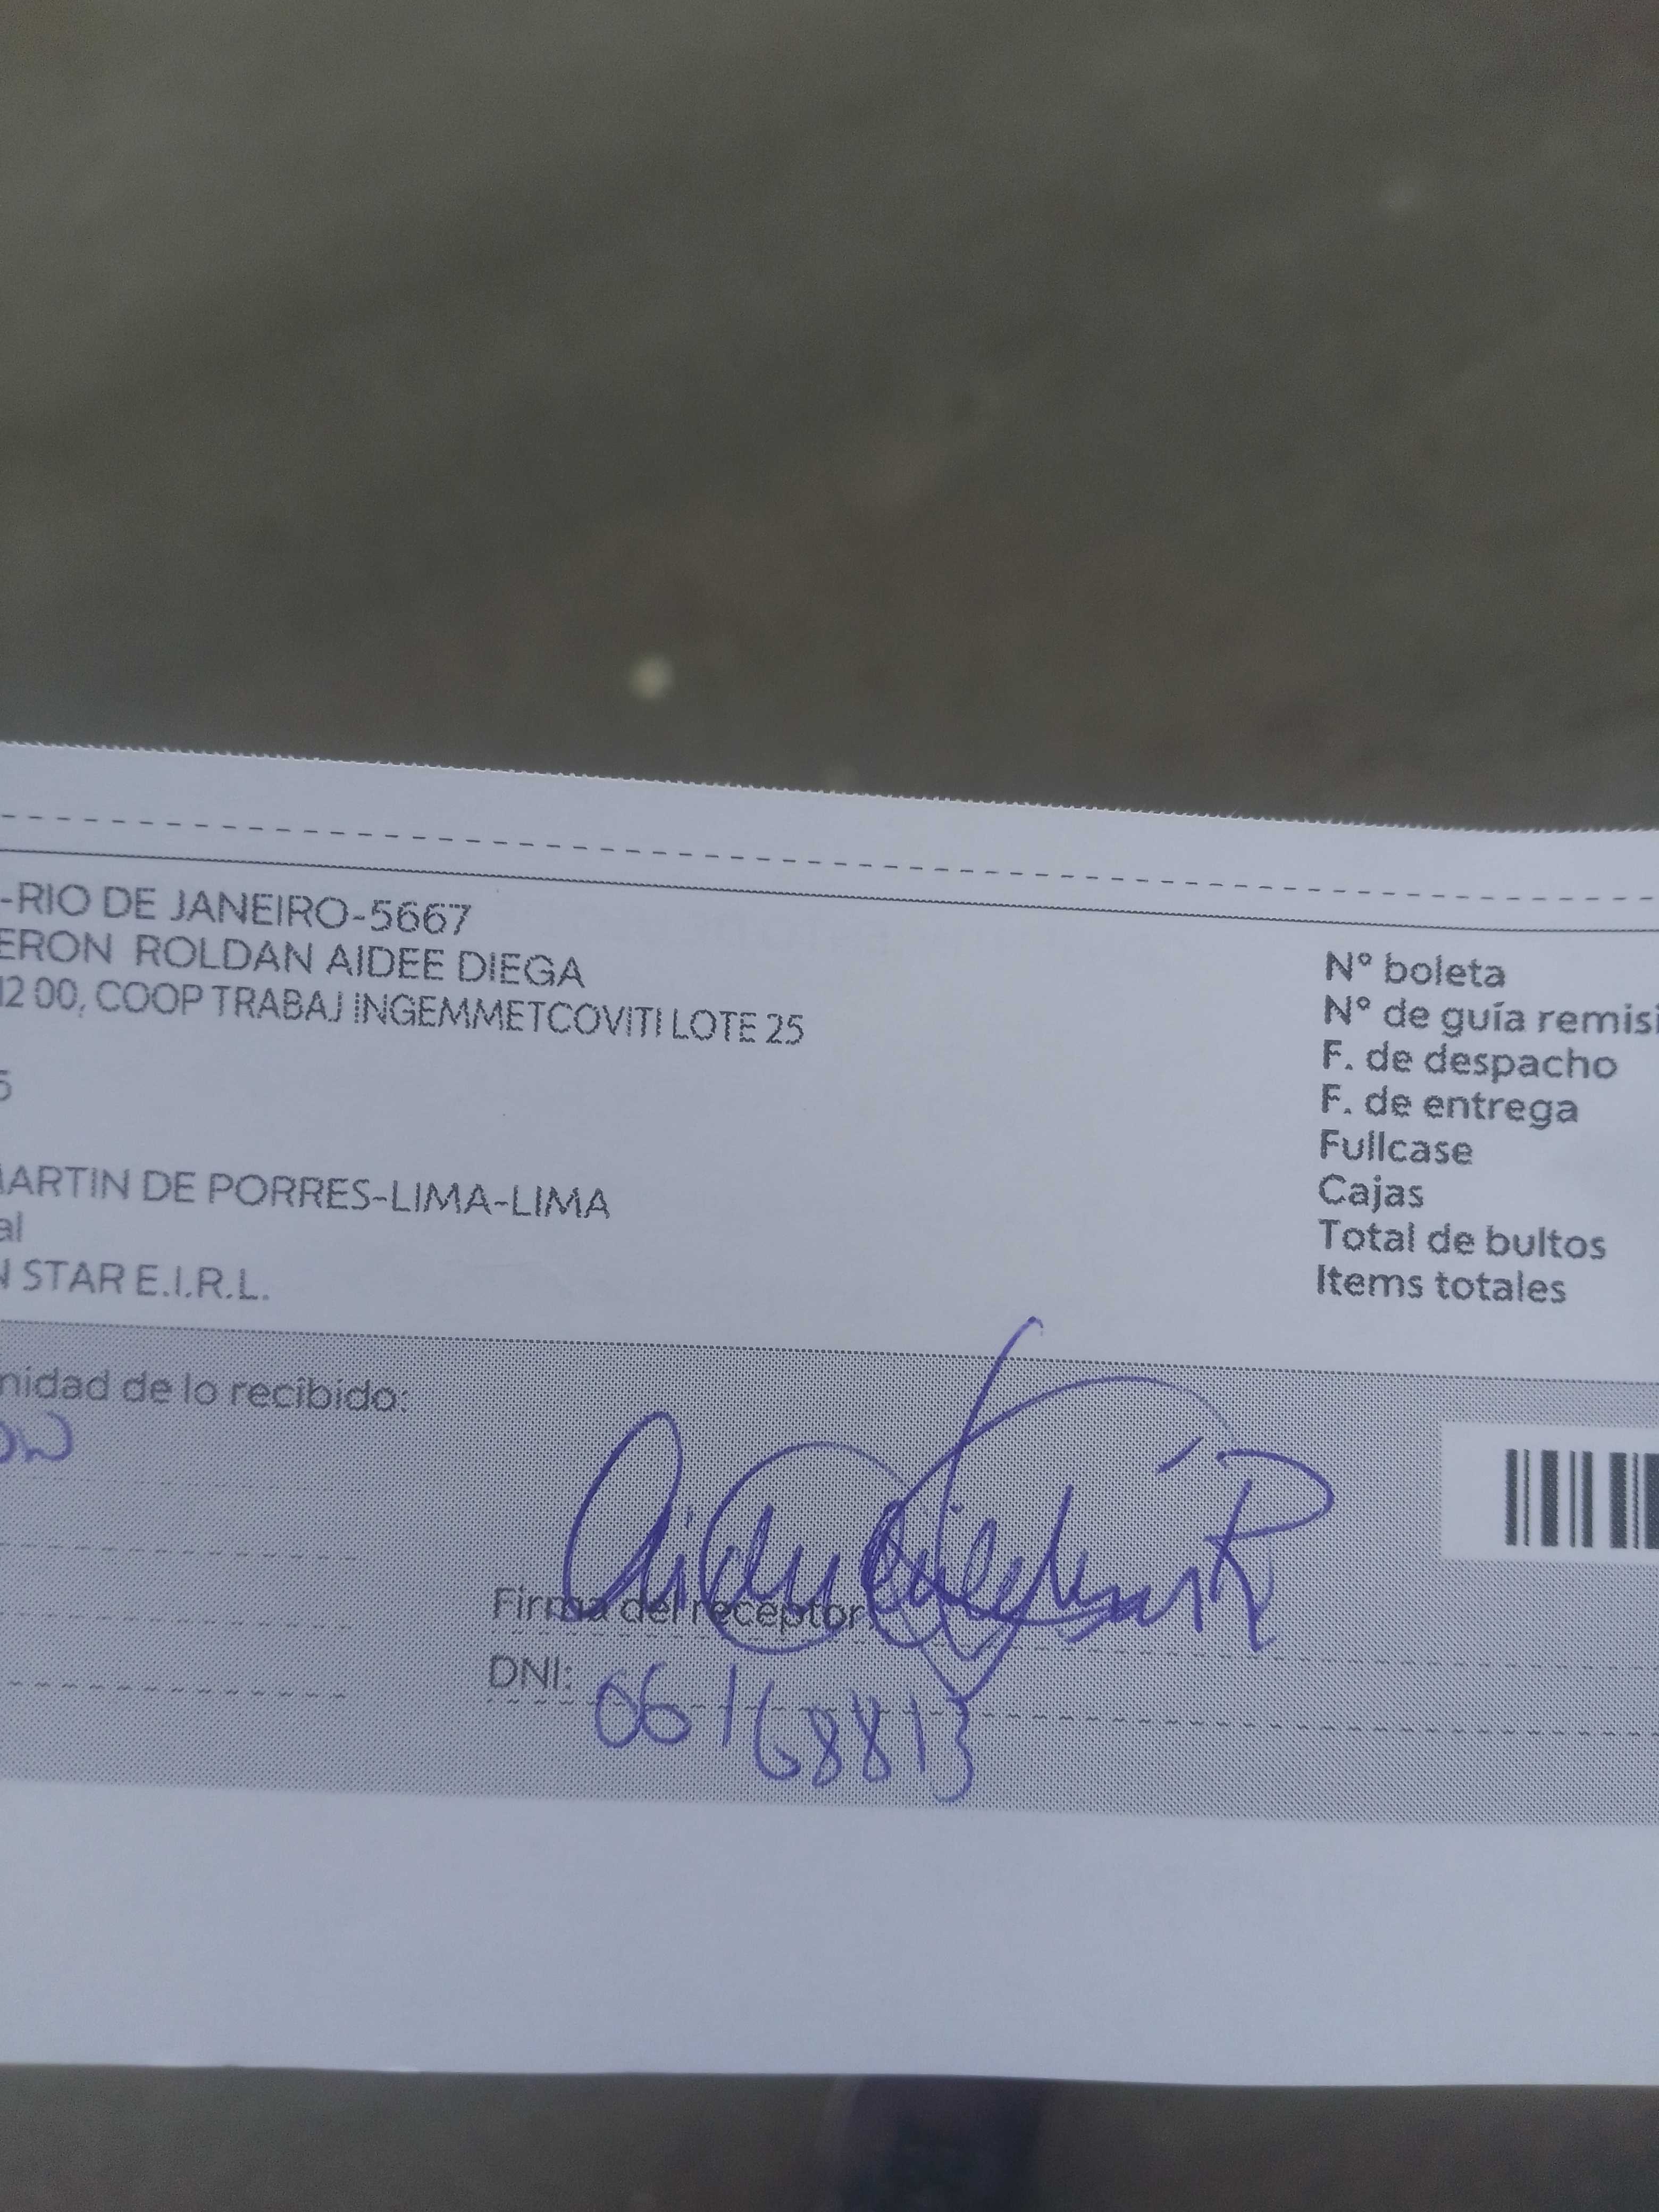 -RIO DE JANEIRO-5667
ERON ROLDAN AIDEE DIEGA
12 00, COOP TRABAJ INGEMMETCOVITI LOTE 25
5
MARTIN DE PORRES-LIMA-LIMA
al
N STAR E.I.R.L.
N° boleta
N° de guía remisi
F. de despacho
F. de entrega
Fullcase
Cajas
Total de bultos
Items totales
nidad de lo recibido:
Firma del receptor
DNI: 06168813